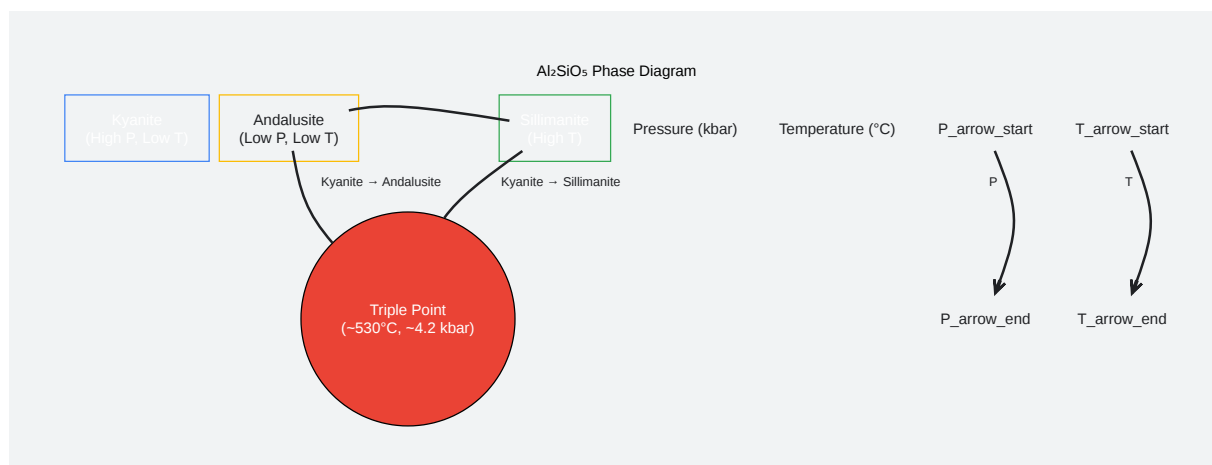 Al₂SiO₅ Phase Diagram
Kyanite
(High P, Low T)
Andalusite
(Low P, Low T)
Sillimanite
(High T)
Pressure (kbar)
Temperature (°C)
P_arrow_start
T_arrow_start
Kyanite → Andalusite
Kyanite → Sillimanite
P
T
Triple Point
(~530°C, ~4.2 kbar)
P_arrow_end
T_arrow_end